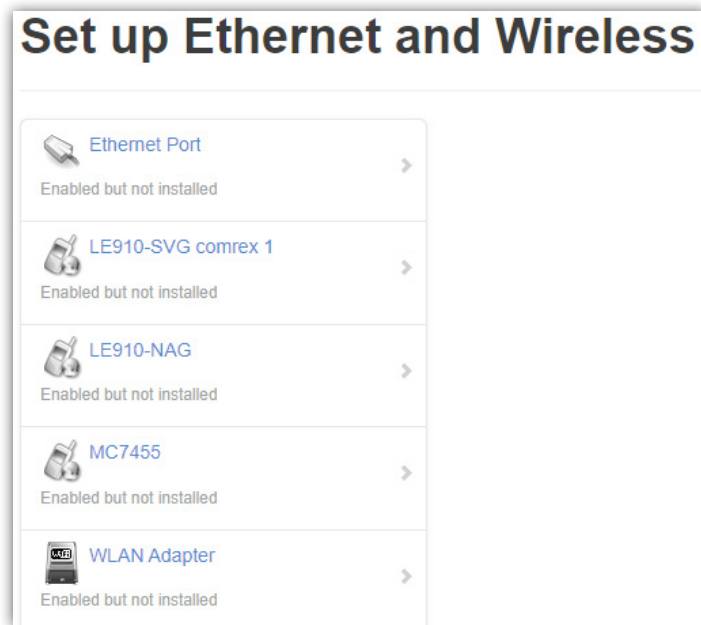 Set up Ethernet and Wireless
Ethernet Port
Enabled but not installed
LE910-SVG comrex 1
Enabled but not installed
LE910-NAG
Enabled but not installed
MC7455
Enabled but not installed
WLAN Adapter
Enabled but not installed